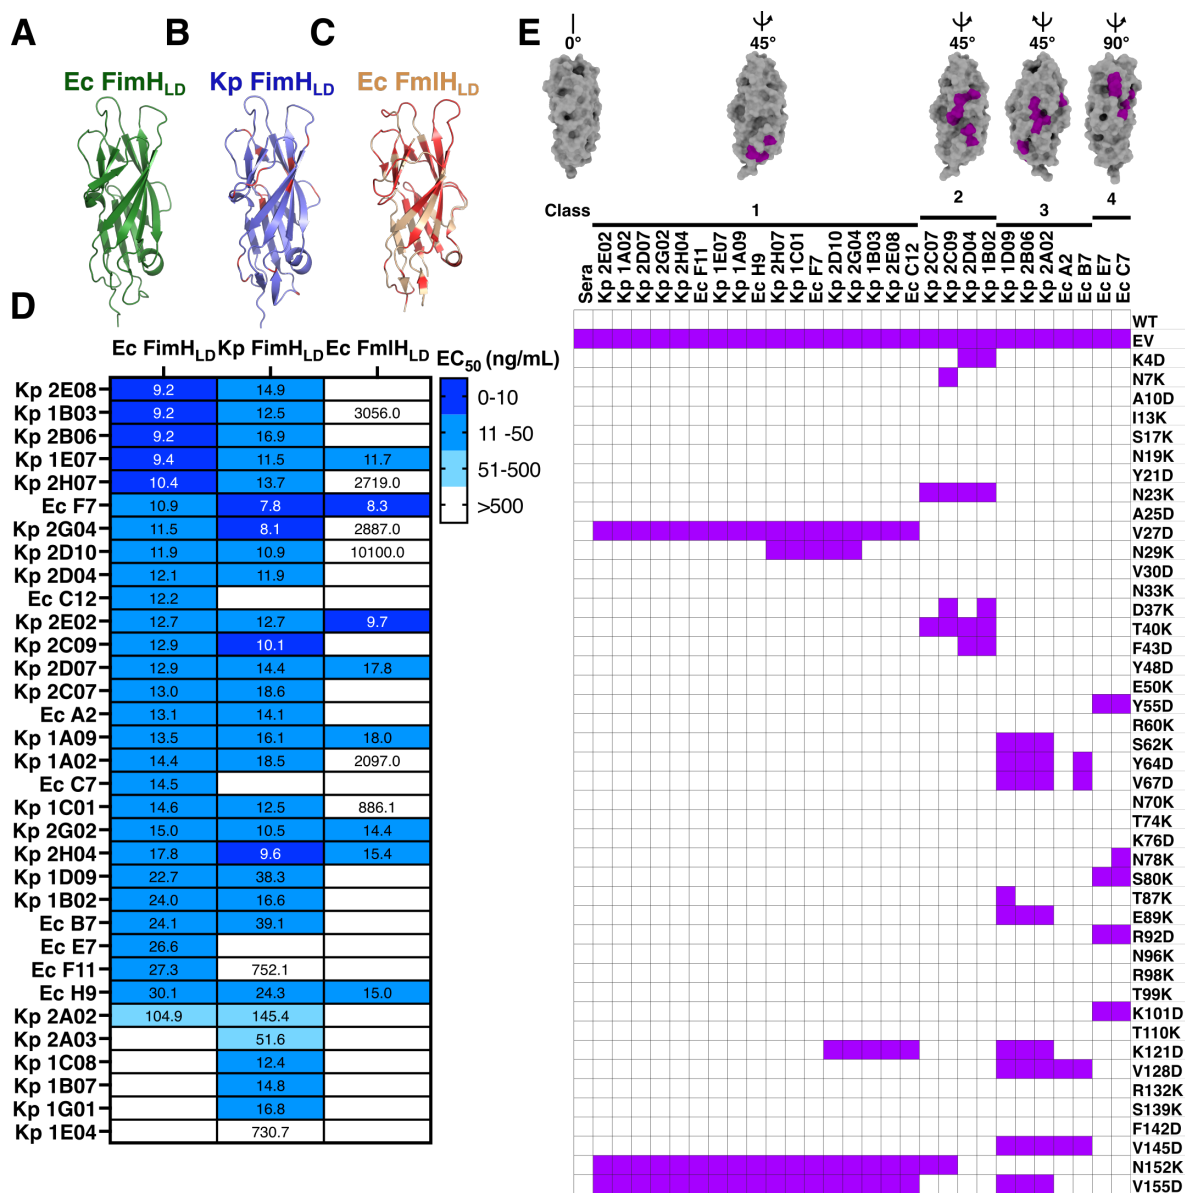 A
B
C
E
Ec FimHLD
Kp FimHLD
Ec FmlHLD
0°
45°
45°
45°
90°
Class
1
2
3
4
Sera
Kp 2E02
Kp 1A02
Kp 2D07
Kp 2G02
Kp 2H04
Ec F11
Kp 1E07
Kp 1A09
Ec H9
Kp 2H07
Kp 1C01
Ec F7
Kp 2D10
Kp 2G04
Kp 1B03
Kp 2E08
Ec C12
Kp 2C07
Kp 2C09
Kp 2D04
Kp 1B02
Kp 1D09
Kp 2B06
Kp 2A02
Ec A2
Ec B7
Ec E7
Ec C7
D
Ec FimHLD Kp FimHLD Ec FmlHLD
EC50 (ng/mL)
0-10
11 -50
51-500
>500
Kp 2E08 9.2 14.9
Kp 1B03 9.2 12.5 3056.0
Kp 2B06 9.2 16.9
Kp 1E07 9.4 11.5 11.7
Kp 2H07 10.4 13.7 2719.0
Ec F7 10.9 7.8 8.3
Kp 2G04 11.5 8.1 2887.0
Kp 2D10 11.9 10.9 10100.0
Kp 2D04 12.1 11.9
Ec C12 12.2
Kp 2E02 12.7 12.7 9.7
Kp 2C09 12.9 10.1
Kp 2D07 12.9 14.4 17.8
Kp 2C07 13.0 18.6
Ec A2 13.1 14.1
Kp 1A09 13.5 16.1 18.0
Kp 1A02 14.4 18.5 2097.0
Ec C7 14.5
Kp 1C01 14.6 12.5 886.1
Kp 2G02 15.0 10.5 14.4
Kp 2H04 17.8 9.6 15.4
Kp 1D09 22.7 38.3
Kp 1B02 24.0 16.6
Ec B7 24.1 39.1
Ec E7 26.6
Ec F11 27.3 752.1
Ec H9 30.1 24.3 15.0
Kp 2A02 104.9 145.4
Kp 2A03 51.6
Kp 1C08 12.4
Kp 1B07 14.8
Kp 1G01 16.8
Kp 1E04 730.7
WT
EV
K4D
N7K
A10D
I13K
S17K
N19K
Y21D
N23K
A25D
V27D
N29K
V30D
N33K
D37K
T40K
F43D
Y48D
E50K
Y55D
R60K
S62K
Y64D
V67D
N70K
T74K
K76D
N78K
S80K
T87K
E89K
R92D
N96K
R98K
T99K
K101D
T110K
K121D
V128D
R132K
S139K
F142D
V145D
N152K
V155D